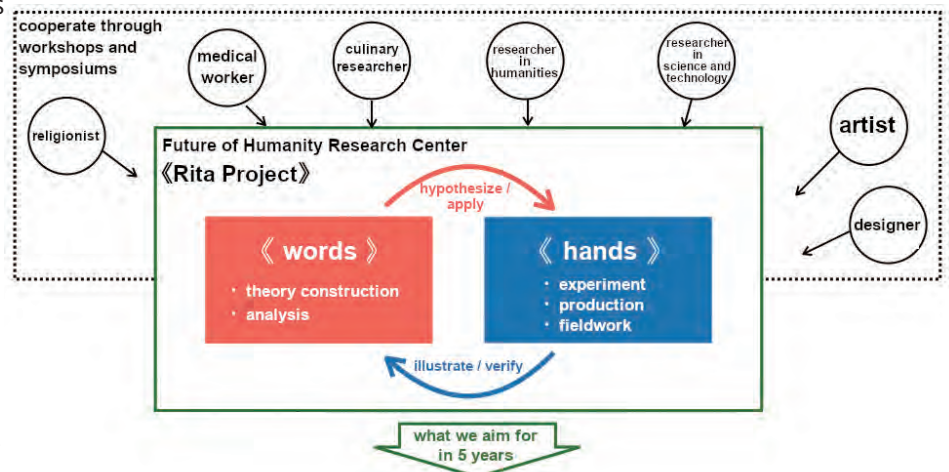 s
cooperate through
workshops and
symposiums
medical
worker
culinary
researcher
researcher
in
humanities
researcher
in
science and
technology
religionist
artist
designer
Future of Humanity Research Center
《Rita Project》
hypothesize /
apply
《 words 》
・ theory construction
・ analysis
《 hands 》
・ experiment
・ production
・ fieldwork
illustrate / verify
what we aim for
in 5 years